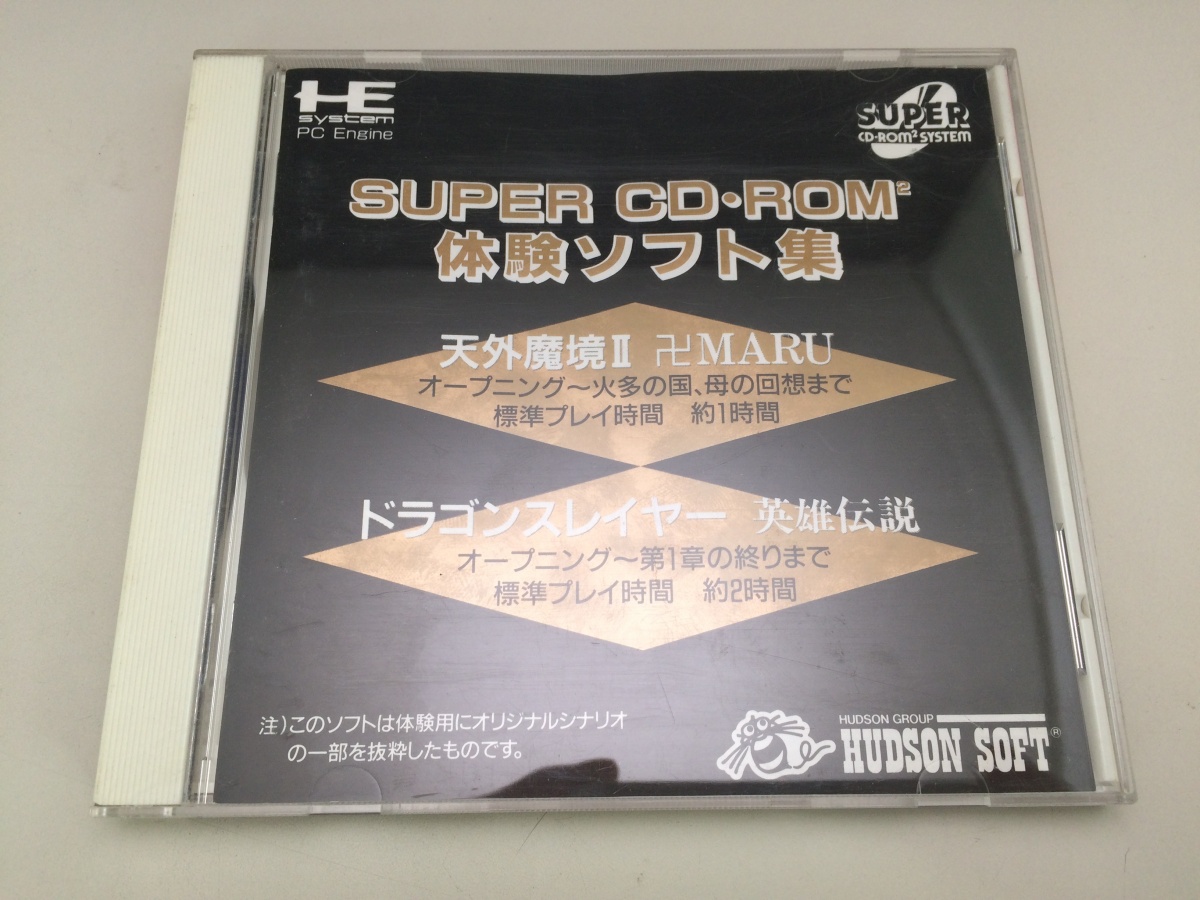 HE
system
PC Engine
SUPER
CD-ROM² SYSTEM
SUPER CD・ROM²
体験ソフト集
天外魔境Ⅱ 卍MARU
オープニング〜火多の国、母の回想まで
標準プレイ時間 約1時間
ドラゴンスレイヤー 英雄伝説
オープニング〜第1章の終りまで
標準プレイ時間 約2時間
注)このソフトは体験用にオリジナルシナリオ
の一部を抜粋したものです。
HUDSON GROUP
HUDSON SOFT®